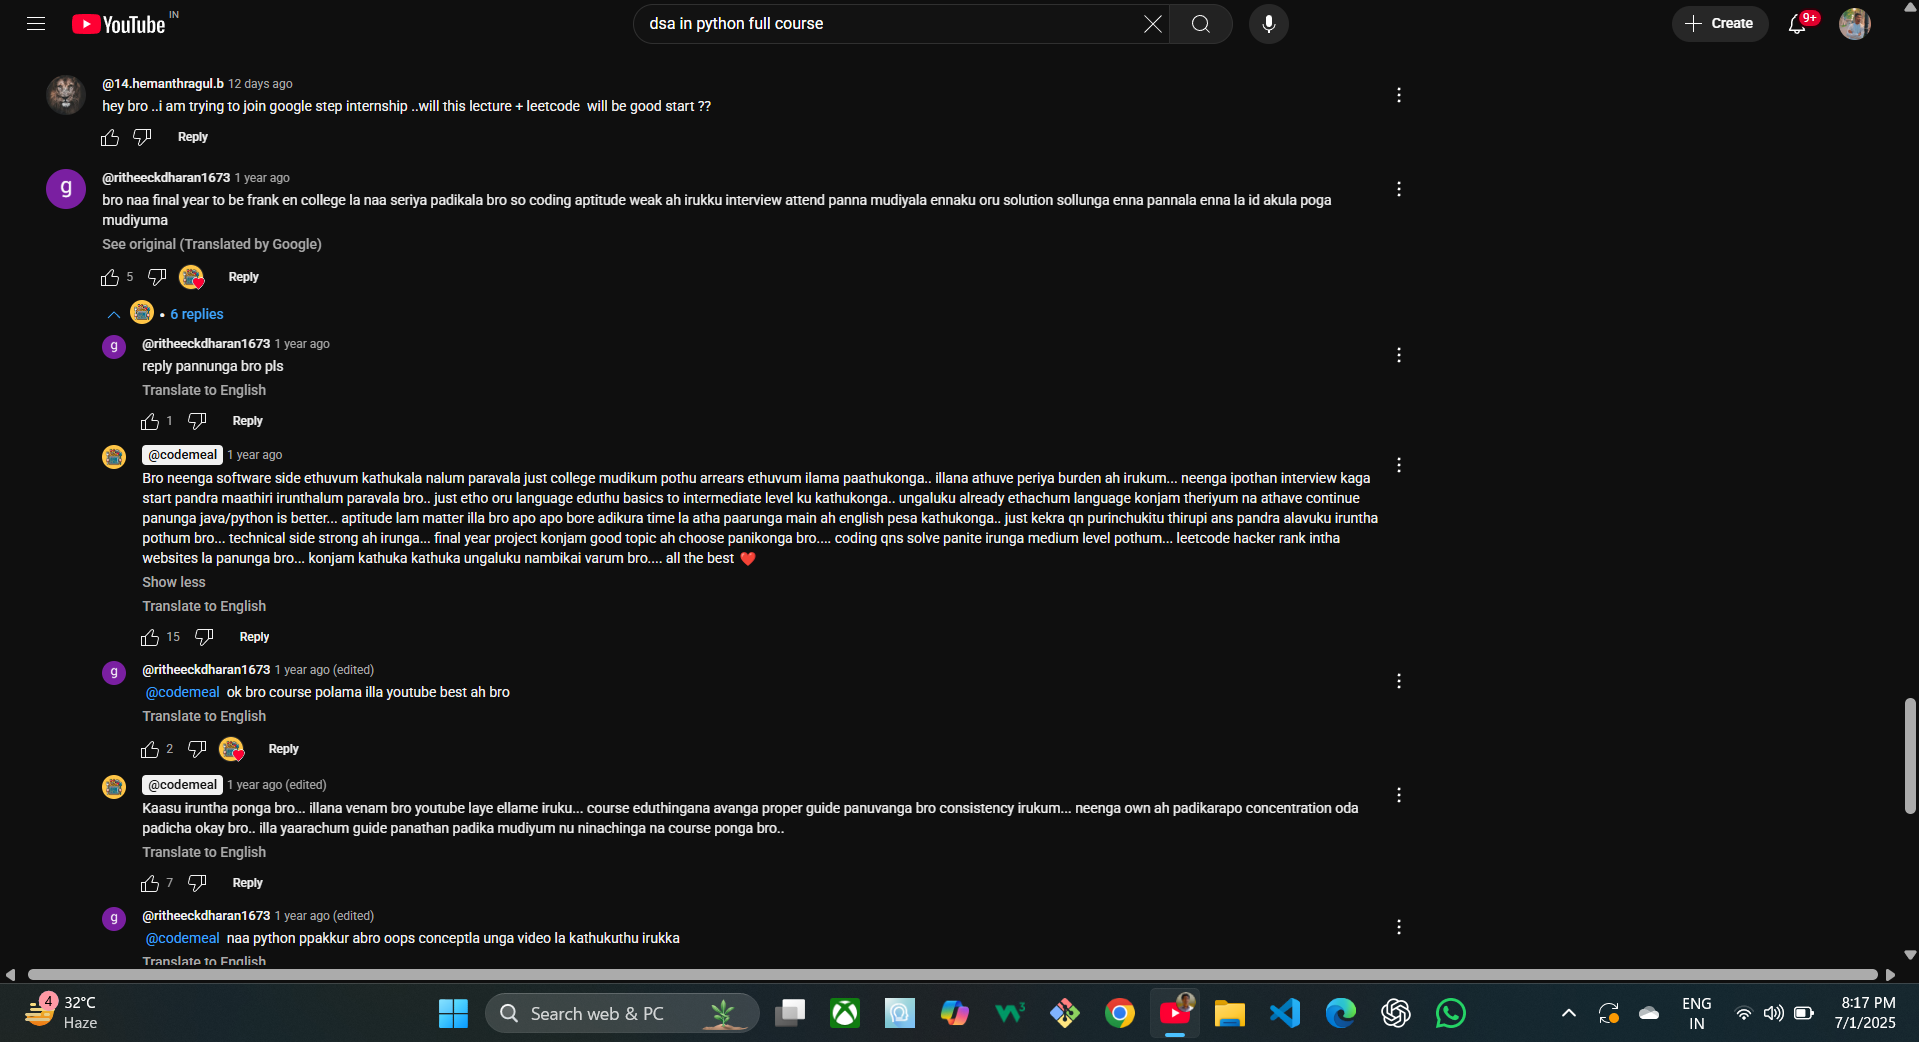 YouTube IN
dsa in python full course
Create
9+
@14.hemanthragul.b 12 days ago
hey bro ..i am trying to join google step internship ..will this lecture + leetcode  will be good start ??
Reply
g
@ritheeckdharan1673 1 year ago
bro naa final year to be frank en college la naa seriya padikala bro so coding aptitude weak ah irukku interview attend panna mudiyala ennaku oru solution sollunga enna pannala enna la id akula poga
mudiyuma
See original (Translated by Google)
5
Reply
• 6 replies
g
@ritheeckdharan1673 1 year ago
reply pannunga bro pls
Translate to English
1
Reply
@codemeal 1 year ago
Bro neenga software side ethuvum kathukala nalum paravala just college mudikum pothu arrears ethuvum ilama paathukonga.. illana athuve periya burden ah irukum... neenga ipothan interview kaga
start pandra maathiri irunthalum paravala bro.. just etho oru language eduthu basics to intermediate level ku kathukonga.. ungaluku already ethachum language konjam theriyum na athave continue
panunga java/python is better... aptitude lam matter illa bro apo apo bore adikura time la atha paarunga main ah english pesa kathukonga.. just kekra qn purinchukitu thirupi ans pandra alavuku iruntha
pothum bro... technical side strong ah irunga... final year project konjam good topic ah choose panikonga bro.... coding qns solve panite irunga medium level pothum... leetcode hacker rank intha
websites la panunga bro... konjam kathuka kathuka ungaluku nambikai varum bro.... all the best ❤️
Show less
Translate to English
15
Reply
g
@ritheeckdharan1673 1 year ago (edited)
@codemeal ok bro course polama illa youtube best ah bro
Translate to English
2
Reply
@codemeal 1 year ago (edited)
Kaasu iruntha ponga bro... illana venam bro youtube laye ellame iruku... course eduthingana avanga proper guide panuvanga bro consistency irukum... neenga own ah padikarapo concentration oda
padicha okay bro.. illa yaarachum guide panathan padika mudiyum nu ninachinga na course ponga bro..
Translate to English
7
Reply
g
@ritheeckdharan1673 1 year ago (edited)
@codemeal naa python ppakkur abro oops conceptla unga video la kathukuthu irukka
Translate to English
4
32°C
Haze
Search web & PC
W3
ENG
IN
8:17 PM
7/1/2025